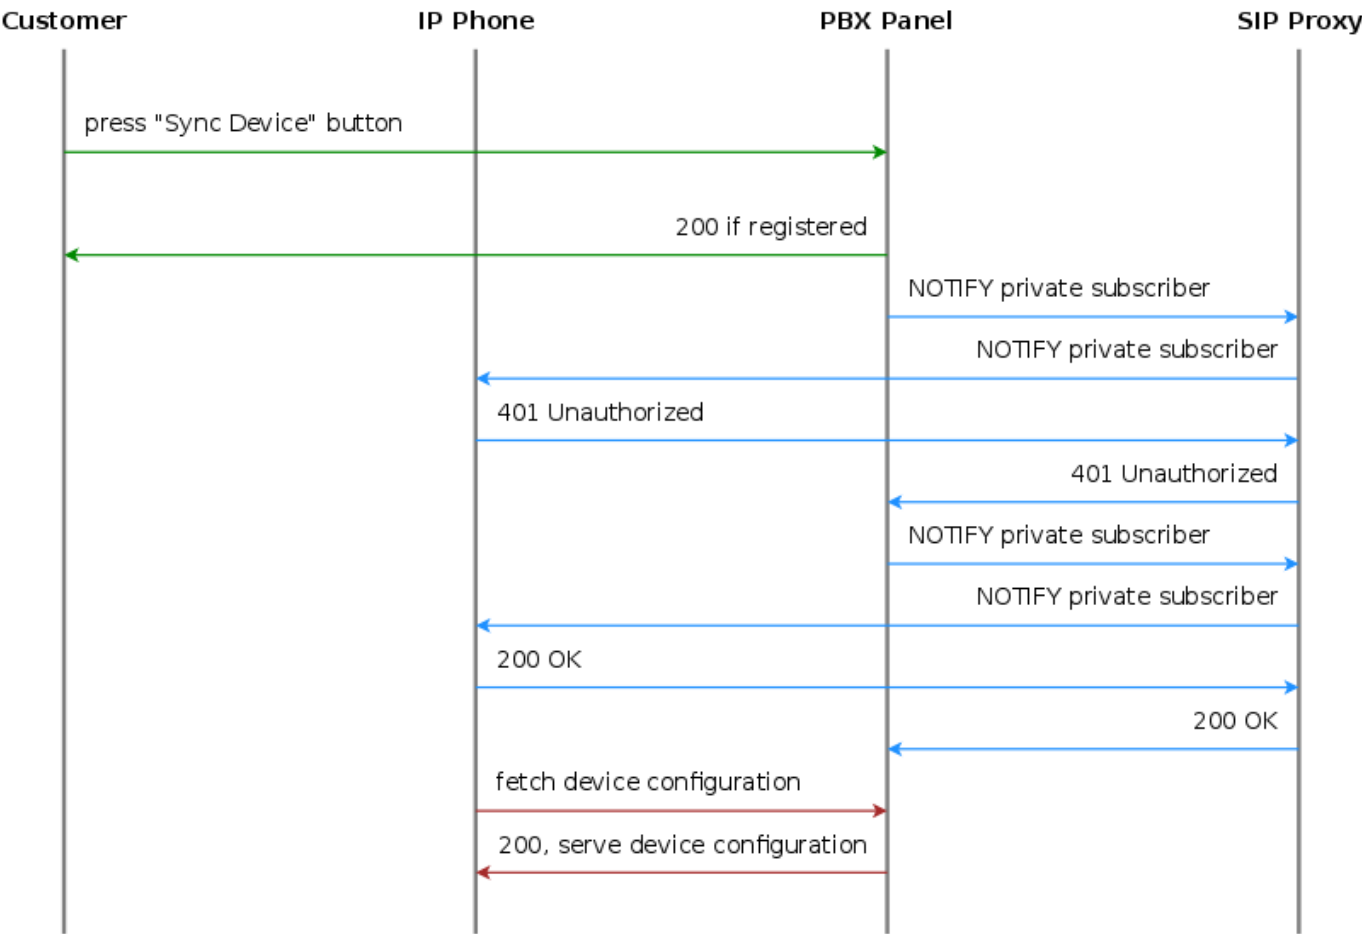 Customer IP Phone PBX Panel SIP Proxy
press "Sync Device" button
200 if registered
NOTIFY private subscriber
NOTIFY private subscriber
401 Unauthorized
401 Unauthorized
NOTIFY private subscriber
NOTIFY private subscriber
200 OK
200 OK
fetch device configuration
200, serve device configuration